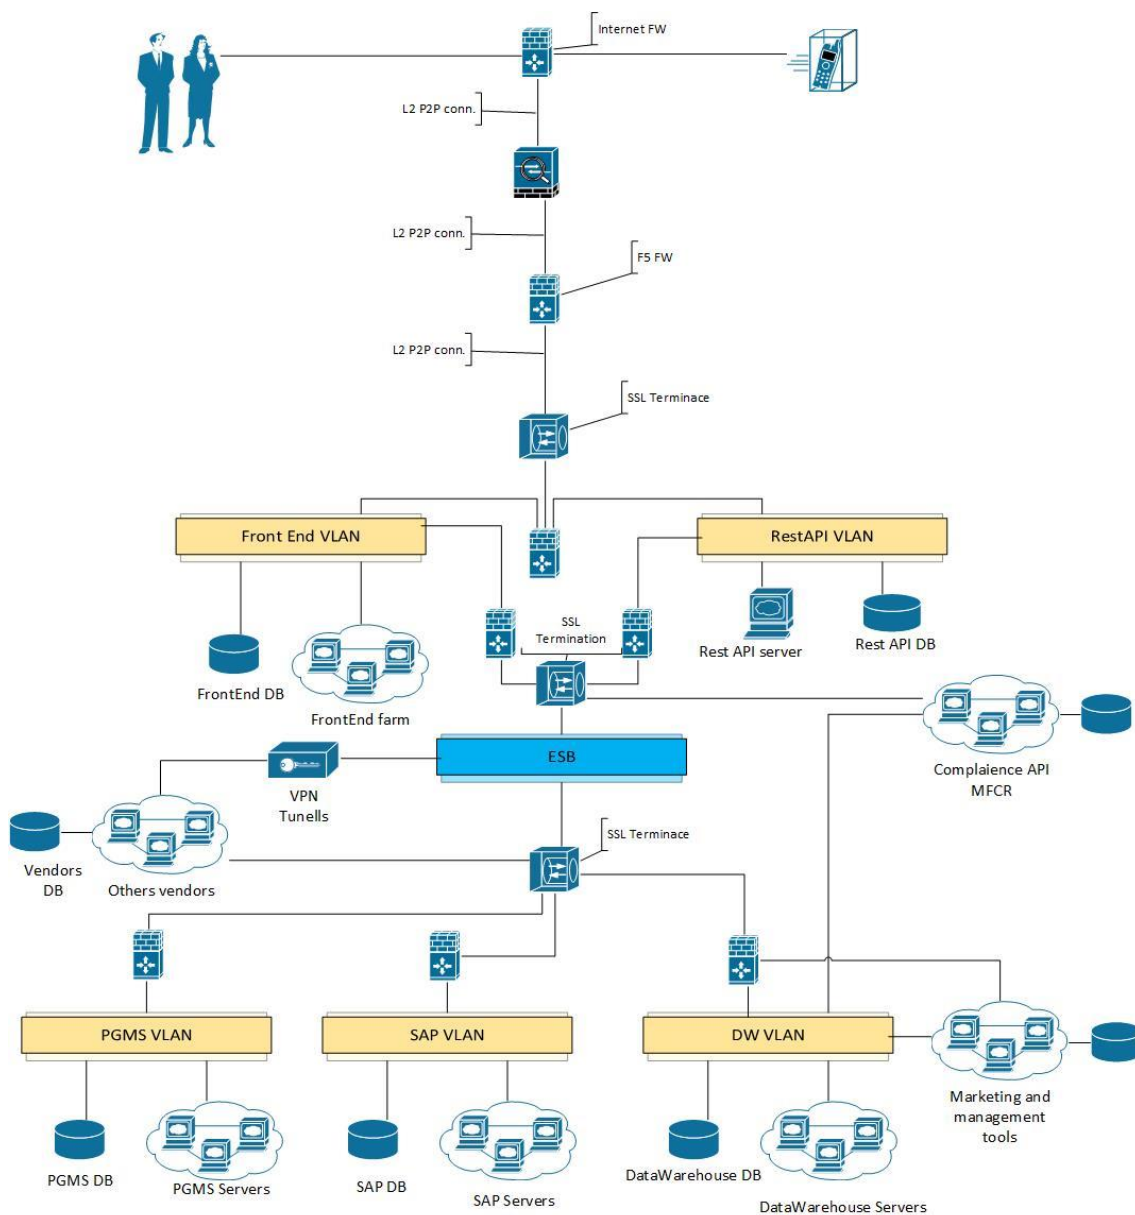 Internet FW
L2 P2P conn.
L2 P2P conn.
F5 FW
L2 P2P conn.
SSL Terminace
Front End VLAN
RestAPI VLAN
SSL
Termination
Rest API server
Rest API DB
FrontEnd DB
FrontEnd farm
ESB
Complaience API
MFCR
VPN
Tunells
SSL Terminace
Vendors
DB
Others vendors
PGMS VLAN
SAP VLAN
DW VLAN
Marketing and
management
tools
PGMS DB
PGMS Servers
SAP DB
SAP Servers
DataWarehouse DB
DataWarehouse Servers